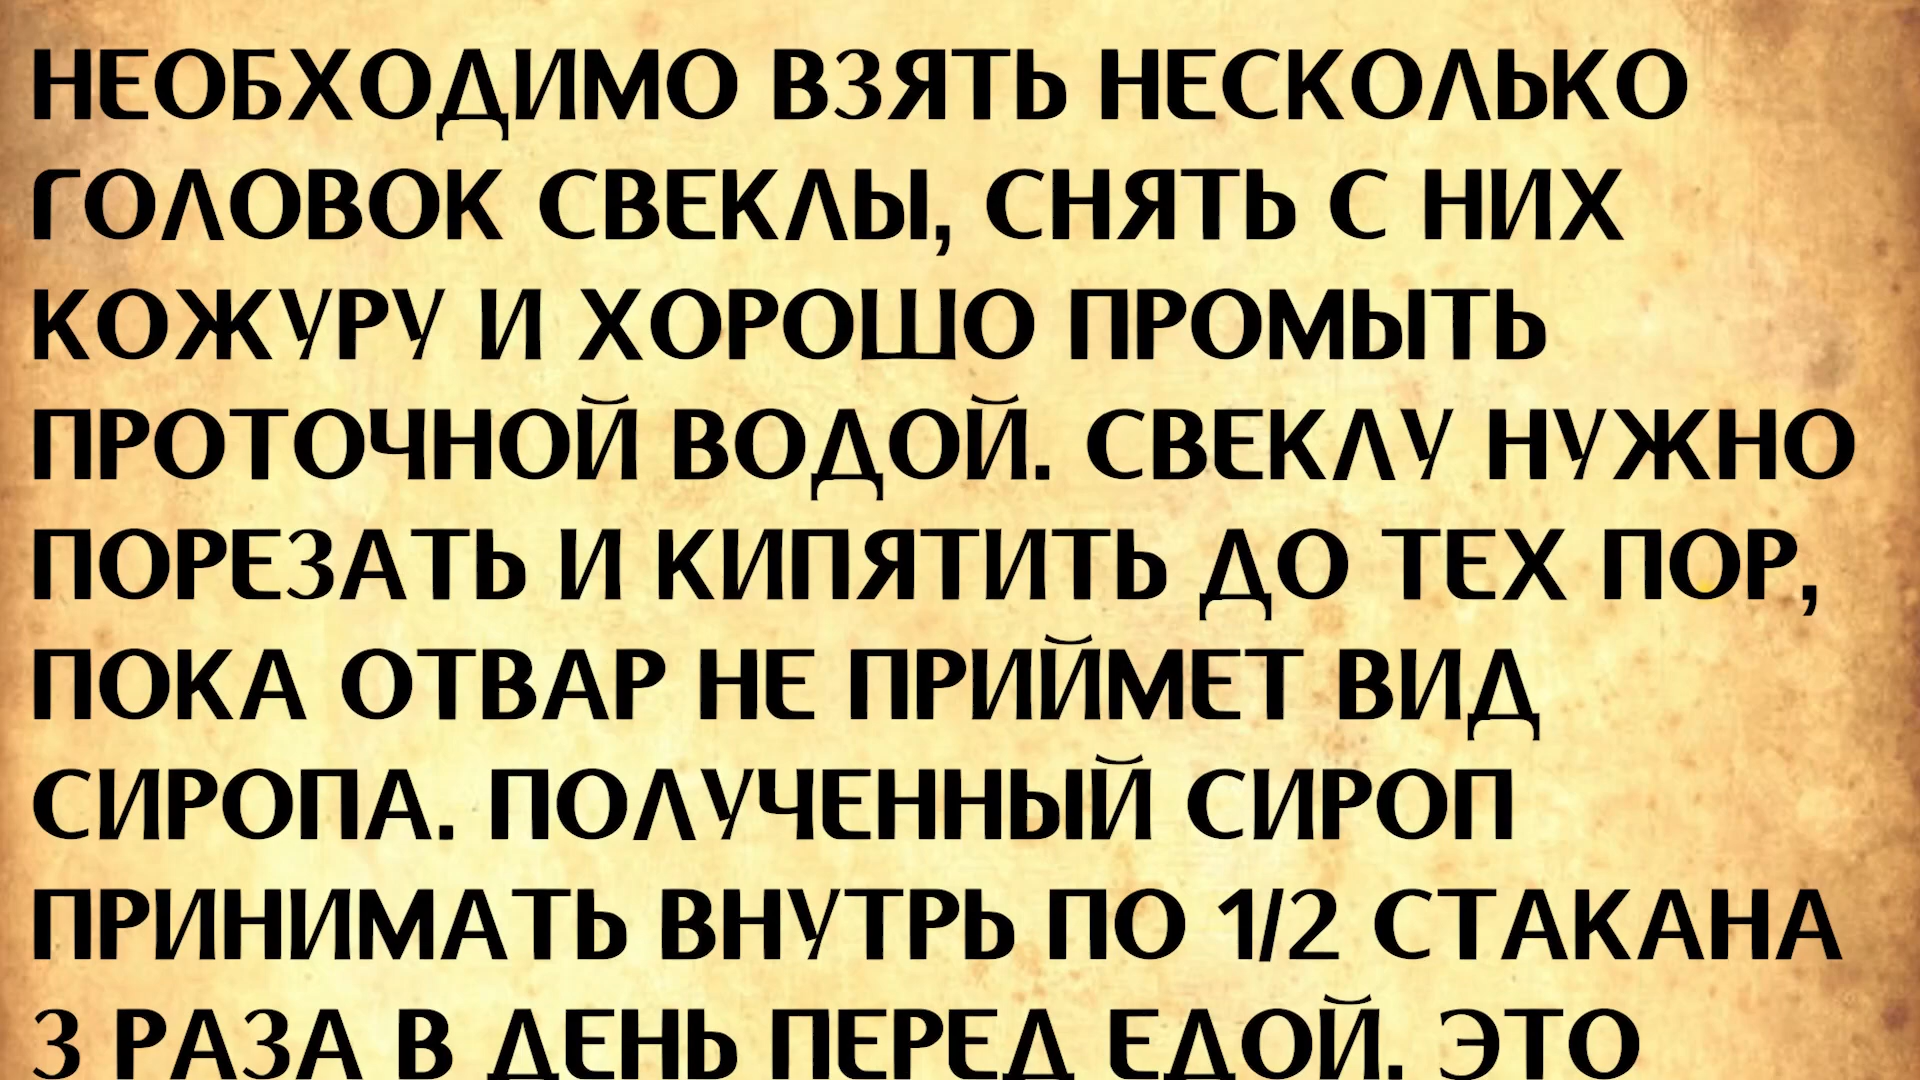 НЕОБХОДИМО ВЗЯТЬ НЕСКОЛЬКО
ГОЛОВОК СВЕКЛЫ, СНЯТЬ С НИХ
КОЖУРУ И ХОРОШО ПРОМЫТЬ
ПРОТОЧНОЙ ВОДОЙ. СВЕКЛУ НУЖНО
ПОРЕЗАТЬ И КИПЯТИТЬ ДО ТЕХ ПОР,
ПОКА ОТВАР НЕ ПРИЙМЕТ ВИД
СИРОПА. ПОЛУЧЕННЫЙ СИРОП
ПРИНИМАТЬ ВНУТРЬ ПО 1/2 СТАКАНА
3 РАЗА В ДЕНЬ ПЕРЕД ЕДОЙ. ЭТО